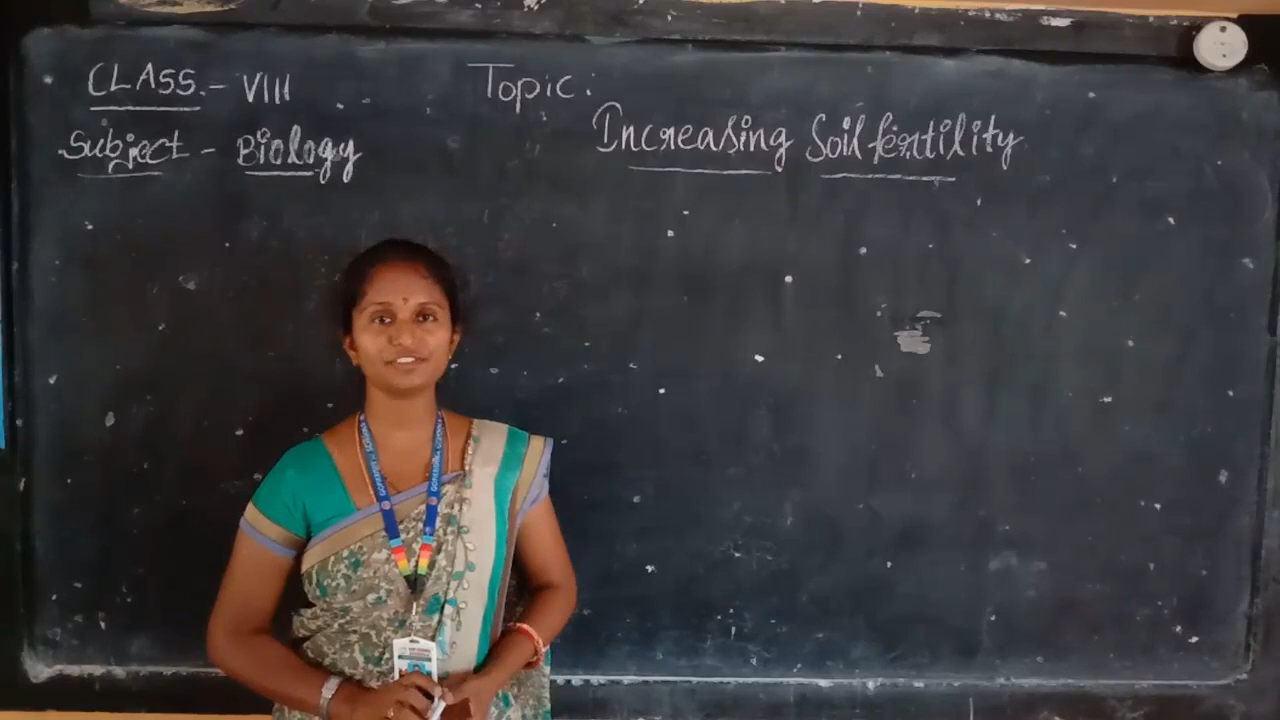 CLASS.- VIII
Subject - Biology
Topic:
Increasing Soil fertility